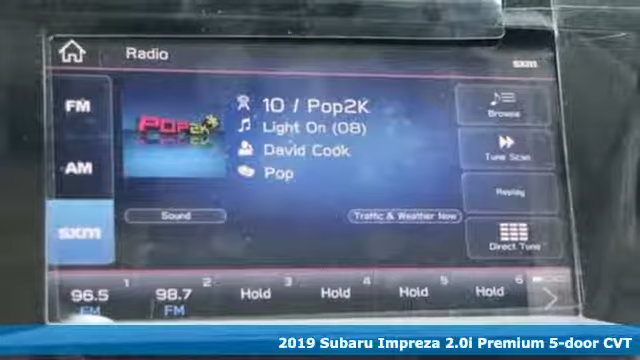 Radio
sxm
FM
AM
sxm
POP2K
10 / Pop2K
Light On (08)
David Cook
Pop
Browse
Tune Scan
Replay
Direct Tune
Sound
Traffic & Weather Now
1
2
3
4
5
6
96.5
FM
98.7
FM
Hold
Hold
Hold
Hold
2019 Subaru Impreza 2.0i Premium 5-door CVT